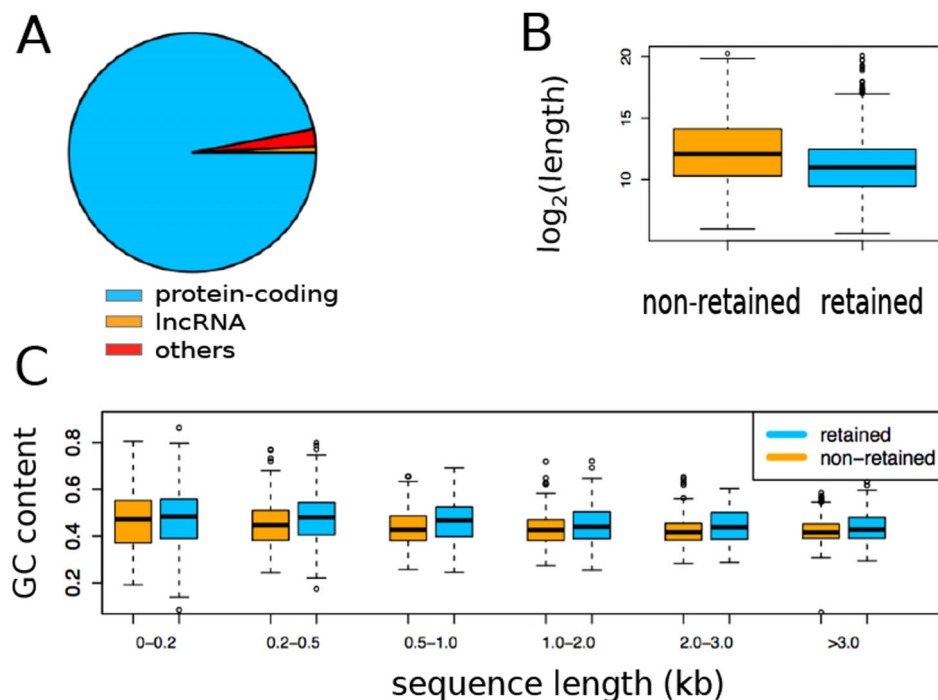 A
protein-coding
lncRNA
others
B
log₂(length)
20
15
10
non-retained retained
C
GC content
0.8
0.6
0.4
0.2
retained
non-retained
0-0.2 0.2-0.5 0.5-1.0 1.0-2.0 2.0-3.0 >3.0
sequence length (kb)